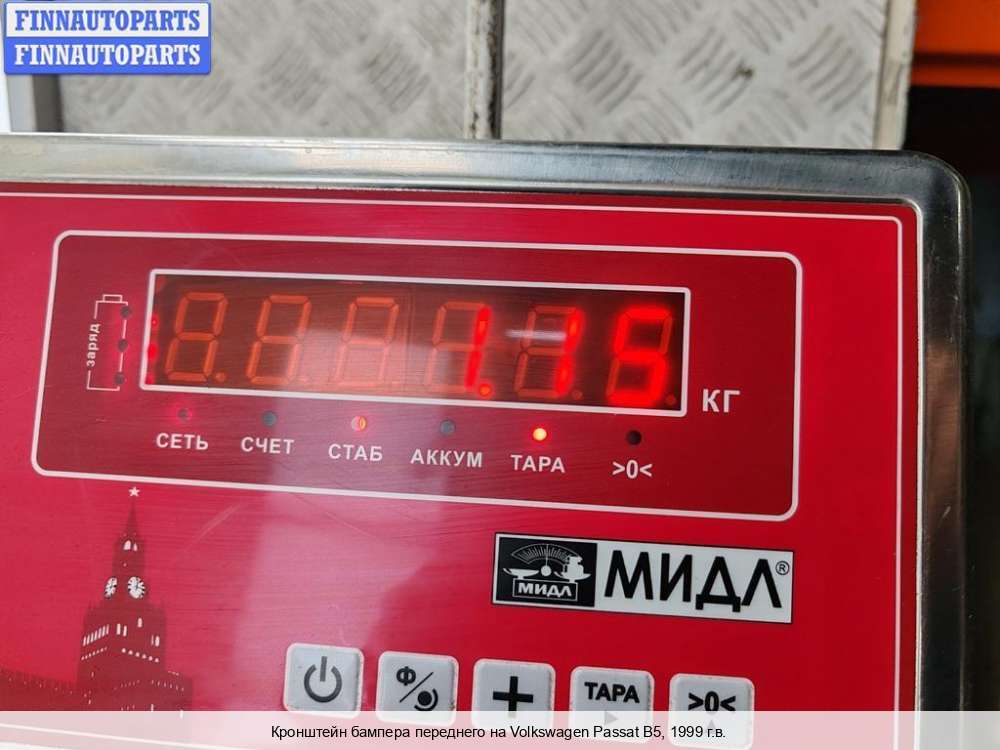 FINNAUTOPARTS
FINNAUTOPARTS
заряд
1.15
КГ
СЕТЬ СЧЕТ СТАБ АККУМ ТАРА >0<
МИДЛ МИДЛ®
Ф
+
ТАРА
>0<
Кронштейн бампера переднего на Volkswagen Passat B5, 1999 г.в.